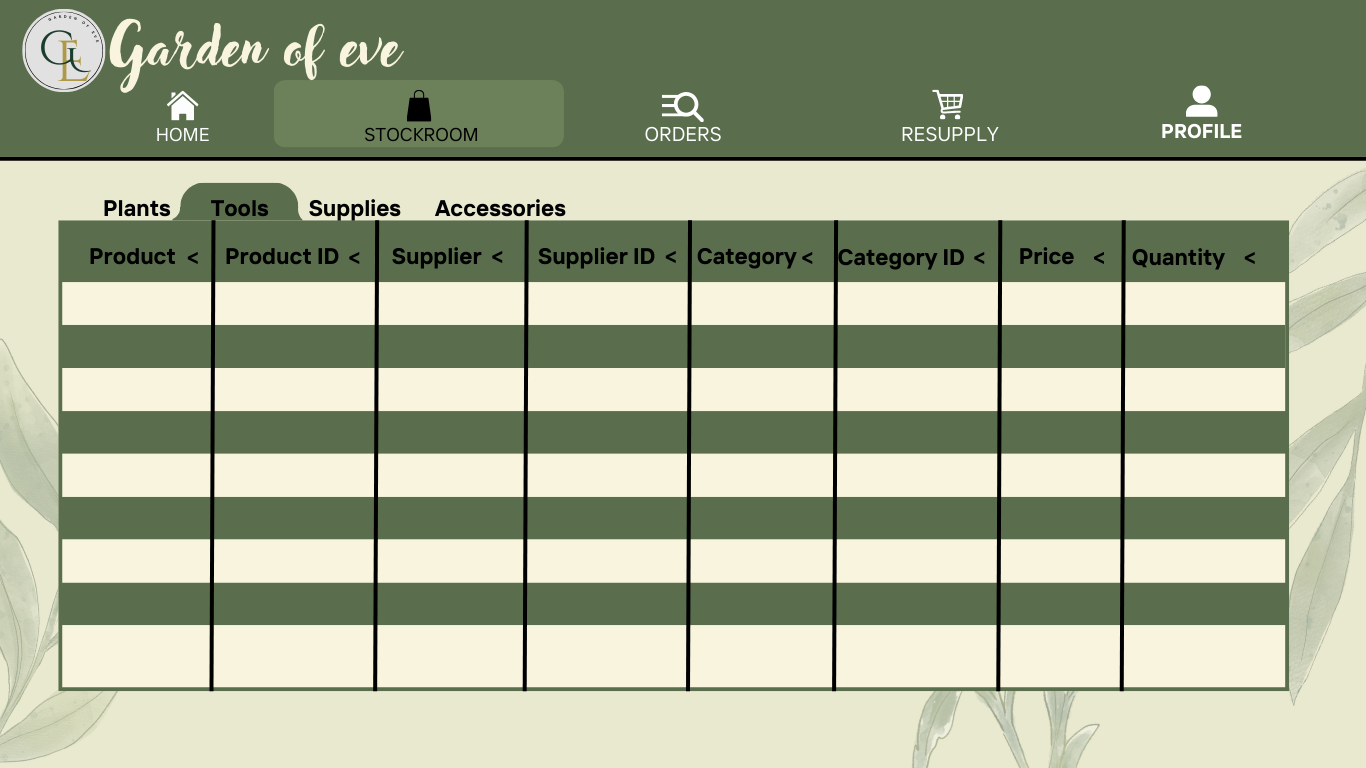 GARDEN OF EVE
GE
Garden of eve
HOME STOCKROOM ORDERS RESUPPLY PROFILE
Plants Tools Supplies Accessories
Product < Product ID < Supplier < Supplier ID < Category < Category ID < Price < Quantity <